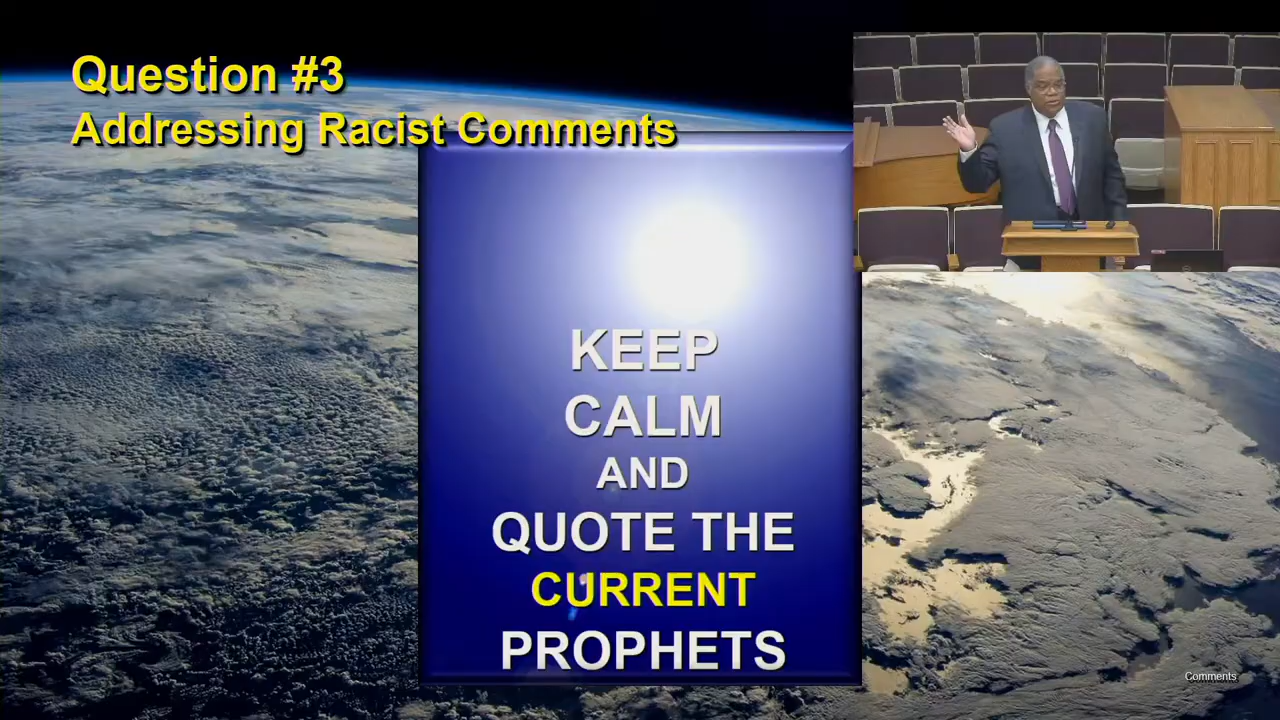 Question #3
Addressing Racist Comments
KEEP
CALM
AND
QUOTE THE
CURRENT
PROPHETS
Comments